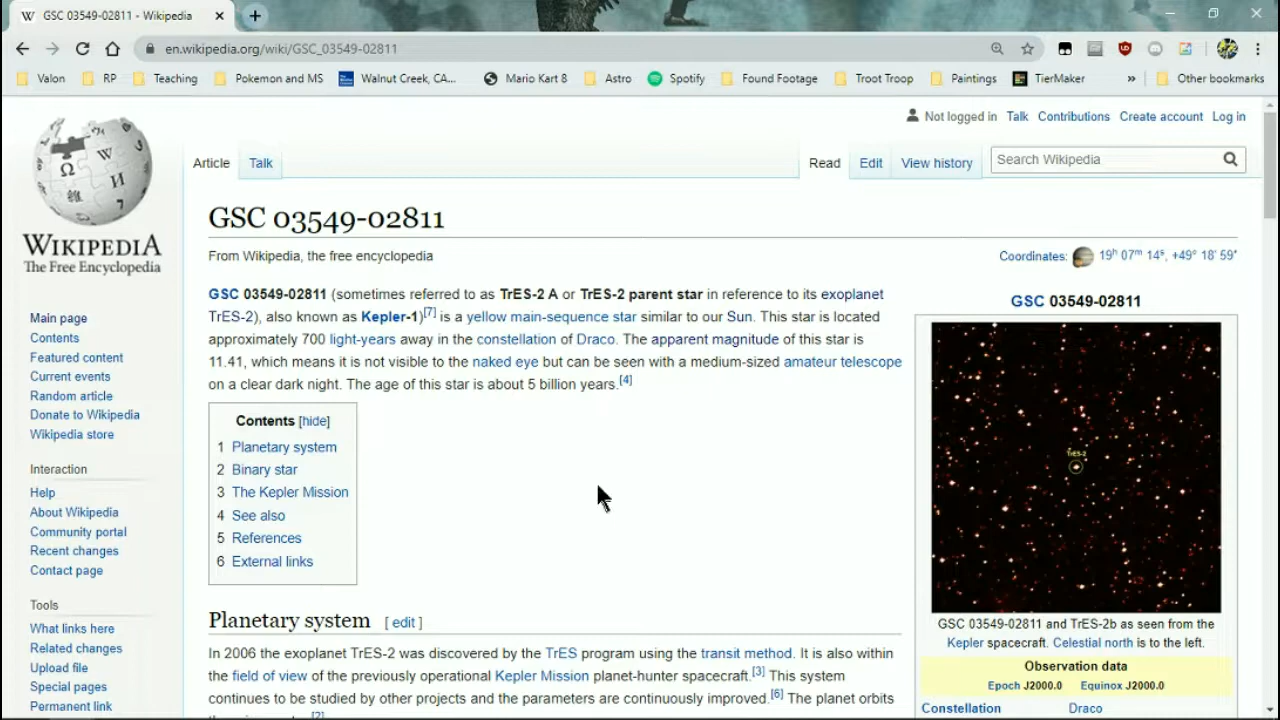 GSC 03549-02811 - Wikipedia
en.wikipedia.org/wiki/GSC_03549-02811
Valon RP Teaching Pokemon and MS Walnut Creek, CA... Mario Kart 8 Astro Spotify Found Footage Troot Troop Paintings TierMaker » Other bookmarks
Not logged in Talk Contributions Create account Log in
Article Talk Read Edit View history Search Wikipedia
WIKIPEDIA
The Free Encyclopedia
Main page
Contents
Featured content
Current events
Random article
Donate to Wikipedia
Wikipedia store
Interaction
Help
About Wikipedia
Community portal
Recent changes
Contact page
Tools
What links here
Related changes
Upload file
Special pages
Permanent link
GSC 03549-02811
From Wikipedia, the free encyclopedia
Coordinates: 19h 07m 14s, +49° 18′ 59″
GSC 03549-02811 (sometimes referred to as TrES-2 A or TrES-2 parent star in reference to its exoplanet
TrES-2), also known as Kepler-1)[7] is a yellow main-sequence star similar to our Sun. This star is located
approximately 700 light-years away in the constellation of Draco. The apparent magnitude of this star is
11.41, which means it is not visible to the naked eye but can be seen with a medium-sized amateur telescope
on a clear dark night. The age of this star is about 5 billion years.[4]
Contents [hide]
1 Planetary system
2 Binary star
3 The Kepler Mission
4 See also
5 References
6 External links
Planetary system [ edit ]
In 2006 the exoplanet TrES-2 was discovered by the TrES program using the transit method. It is also within
the field of view of the previously operational Kepler Mission planet-hunter spacecraft.[3] This system
continues to be studied by other projects and the parameters are continuously improved.[6] The planet orbits
GSC 03549-02811
TrES-2
GSC 03549-02811 and TrES-2b as seen from the
Kepler spacecraft. Celestial north is to the left.
Observation data
Epoch J2000.0 Equinox J2000.0
Constellation Draco